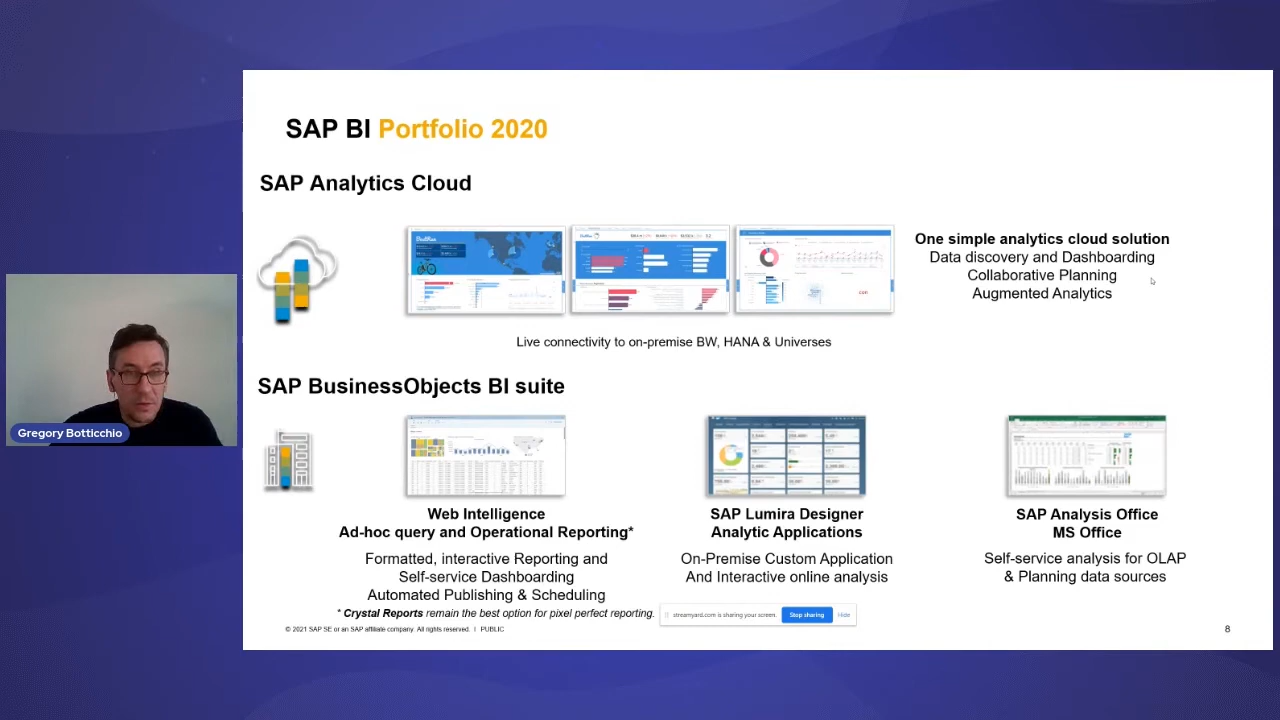 SAP BI Portfolio 2020
SAP Analytics Cloud
One simple analytics cloud solution
Data discovery and Dashboarding
Collaborative Planning
Augmented Analytics
Live connectivity to on-premise BW, HANA & Universes
SAP BusinessObjects BI suite
Gregory Botticchio
Web Intelligence
Ad-hoc query and Operational Reporting*
Formatted, interactive Reporting and
Self-service Dashboarding
Automated Publishing & Scheduling
* Crystal Reports remain the best option for pixel perfect reporting.
SAP Lumira Designer
Analytic Applications
On-Premise Custom Application
And Interactive online analysis
SAP Analysis Office
MS Office
Self-service analysis for OLAP
& Planning data sources
streamyard.com is sharing your screen. Stop sharing Hide
© 2021 SAP SE or an SAP affiliate company. All rights reserved. I PUBLIC
8